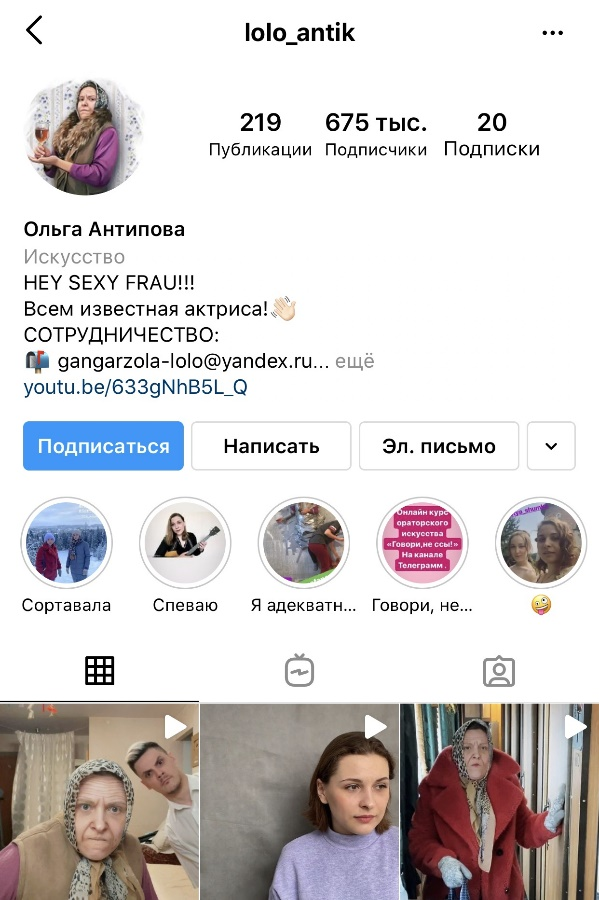 lolo_antik
219 675 тыс. 20
Публикации Подписчики Подписки
Ольга Антипова
Искусство
HEY SEXY FRAU!!!
Всем известная актриса!👋🏻
СОТРУДНИЧЕСТВО:
📬 gangarzola-lolo@yandex.ru... ещё
youtu.be/633gNhB5L_Q
Подписаться Написать Эл. письмо
Онлайн курс
ораторского
искусства
«Говори,не ссы!»
На канале
Телеграмм .
Сортавала Спеваю Я адекватн... Говори, не... 🤪